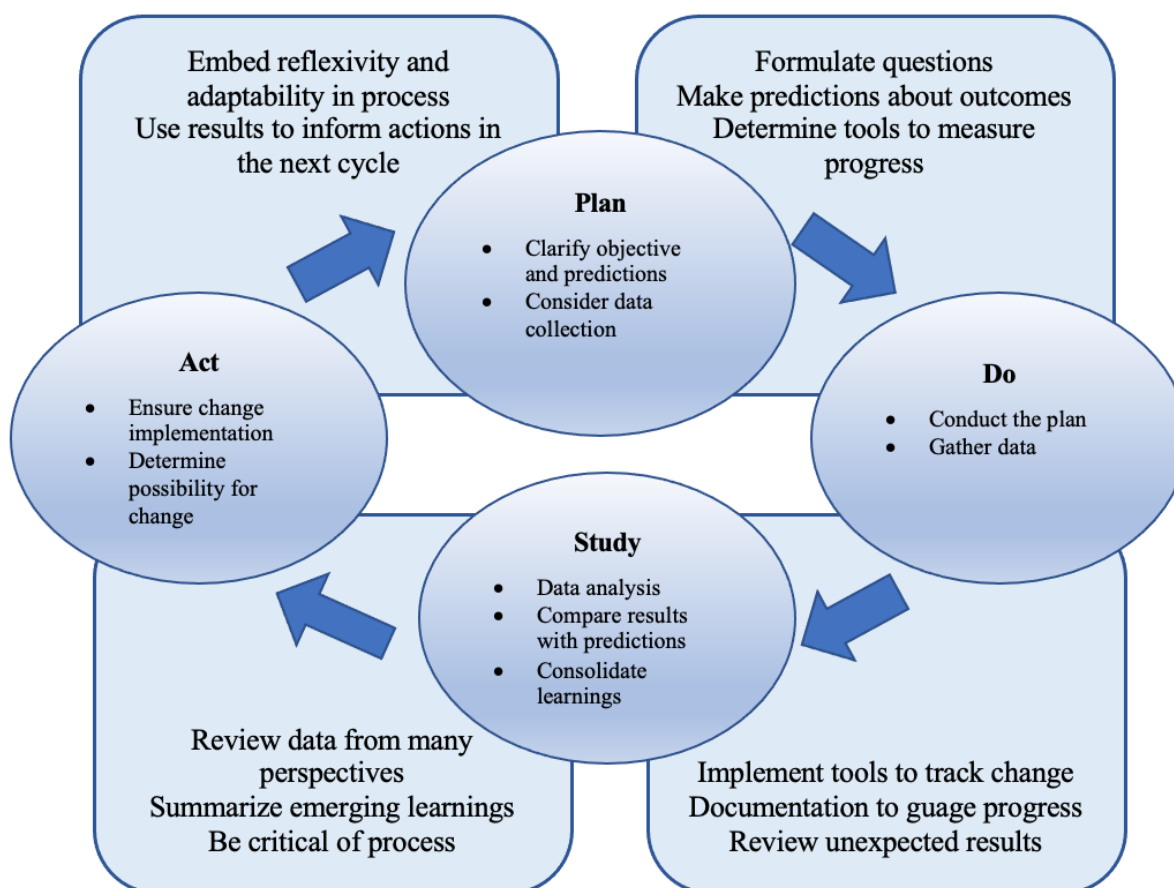 Embed reflexivity and
adaptability in process
Use results to inform actions in
the next cycle
Formulate questions
Make predictions about outcomes
Determine tools to measure
progress
Plan
• Clarify objective
and predictions
• Consider data
collection
Act
• Ensure change
implementation
• Determine
possibility for
change
Do
• Conduct the plan
• Gather data
Study
• Data analysis
• Compare results
with predictions
• Consolidate
learnings
Review data from many
perspectives
Summarize emerging learnings
Be critical of process
Implement tools to track change
Documentation to guage progress
Review unexpected results